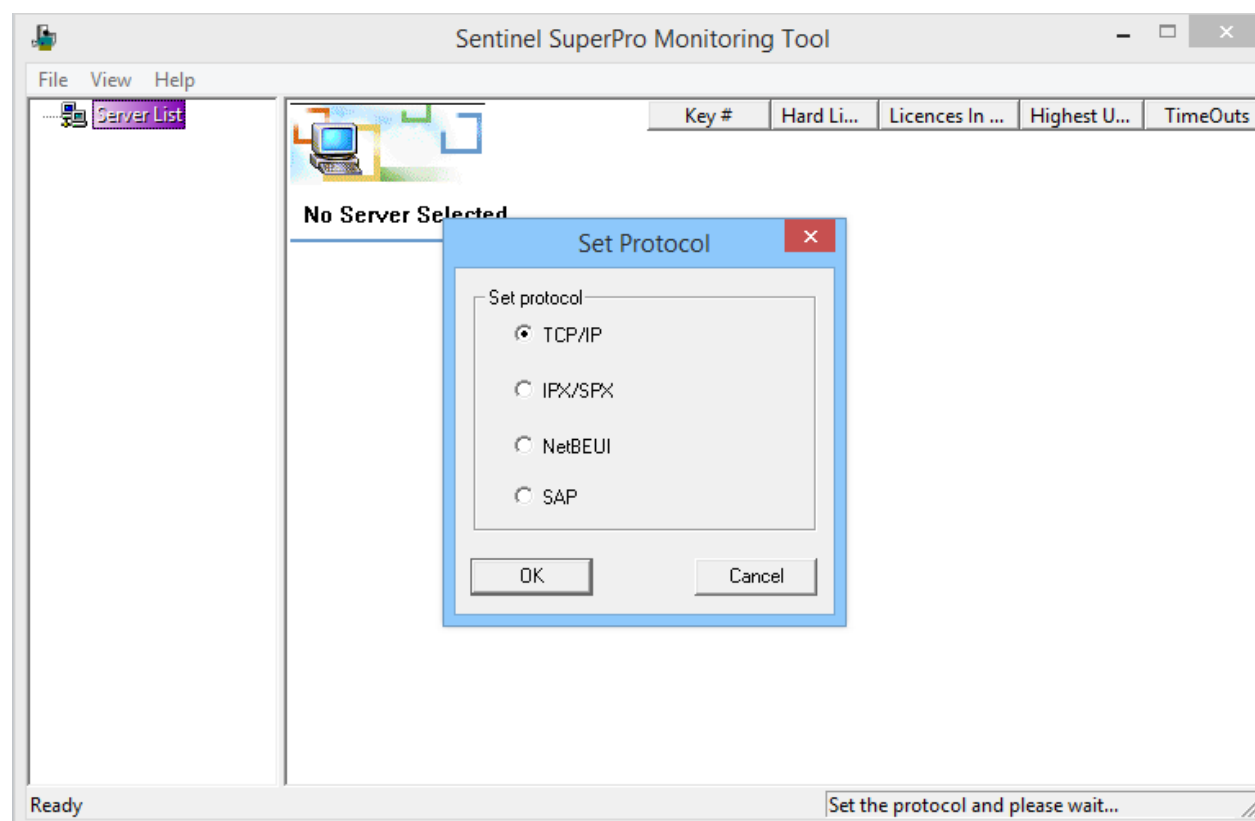 Sentinel SuperPro Monitoring Tool
File View Help
Server List
Key # Hard Li... Licences In ... Highest U... TimeOuts
No Server Selected
Set Protocol
Set protocol
TCP/IP
IPX/SPX
NetBEUI
SAP
OK Cancel
Ready Set the protocol and please wait...